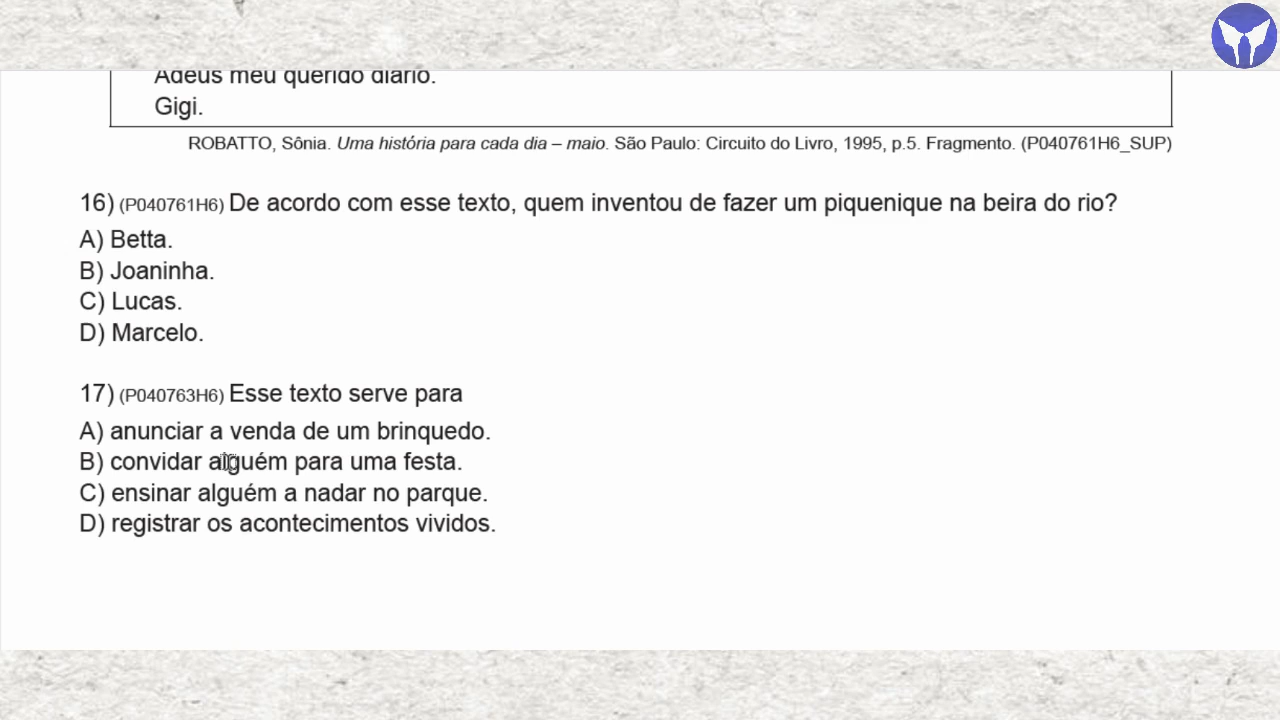 Adeus meu querido diário.
Gigi.
ROBATTO, Sônia. Uma história para cada dia – maio. São Paulo: Circuito do Livro, 1995, p.5. Fragmento. (P040761H6_SUP)
16) (P040761H6) De acordo com esse texto, quem inventou de fazer um piquenique na beira do rio?
A) Betta.
B) Joaninha.
C) Lucas.
D) Marcelo.
17) (P040763H6) Esse texto serve para
A) anunciar a venda de um brinquedo.
B) convidar alguém para uma festa.
C) ensinar alguém a nadar no parque.
D) registrar os acontecimentos vividos.